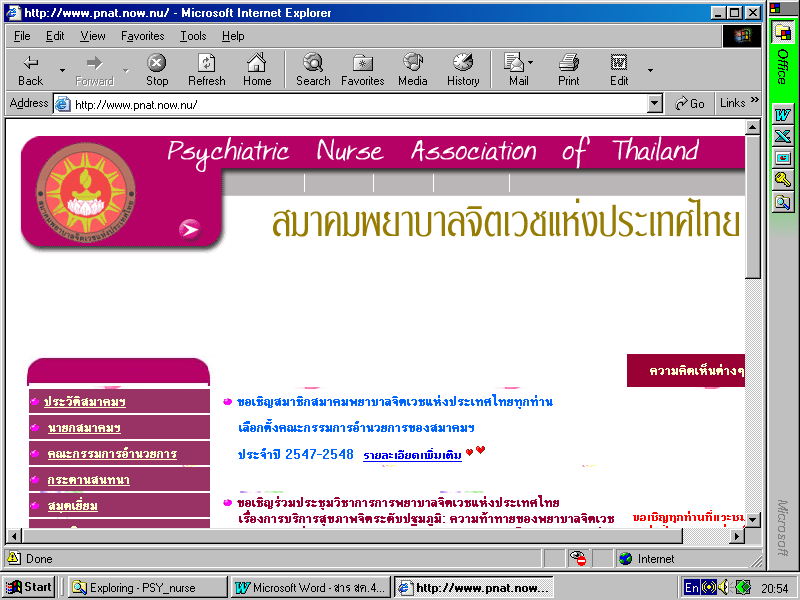 http://www.pnat.now.nu/ - Microsoft Internet Explorer
File Edit View Favorites Tools Help
Back Forward Stop Refresh Home Search Favorites Media History Mail Print Edit
Address http://www.pnat.now.nu/ Go Links »
Office
Psychiatric Nurse Association of Thailand
สมาคมพยาบาลจิตเวชแห่งประเทศไทย
ความคิดเห็นต่างๆ
ประวัติสมาคมฯ
นายกสมาคมฯ
คณะกรรมการอำนวยการ
กระดานสนทนา
สมุดเยี่ยม
ขอเชิญสมาชิกสมาคมพยาบาลจิตเวชแห่งประเทศไทยทุกท่าน
เลือกตั้งคณะกรรมการอำนวยการของสมาคมฯ
ประจำปี 2547-2548 รายละเอียดเพิ่มเติม
ขอเชิญร่วมประชุมวิชาการการพยาบาลจิตเวชแห่งประเทศไทย
เรื่องการบริการสุขภาพจิตระดับปฐมภูมิ: ความท้าทายของพยาบาลจิตเวช
ขอเชิญทุกท่านที่แวะชม
Microsoft
Done Internet
Start Exploring - PSY_nurse Microsoft Word - สาร สค.4... http://www.pnat.now... En 20:54